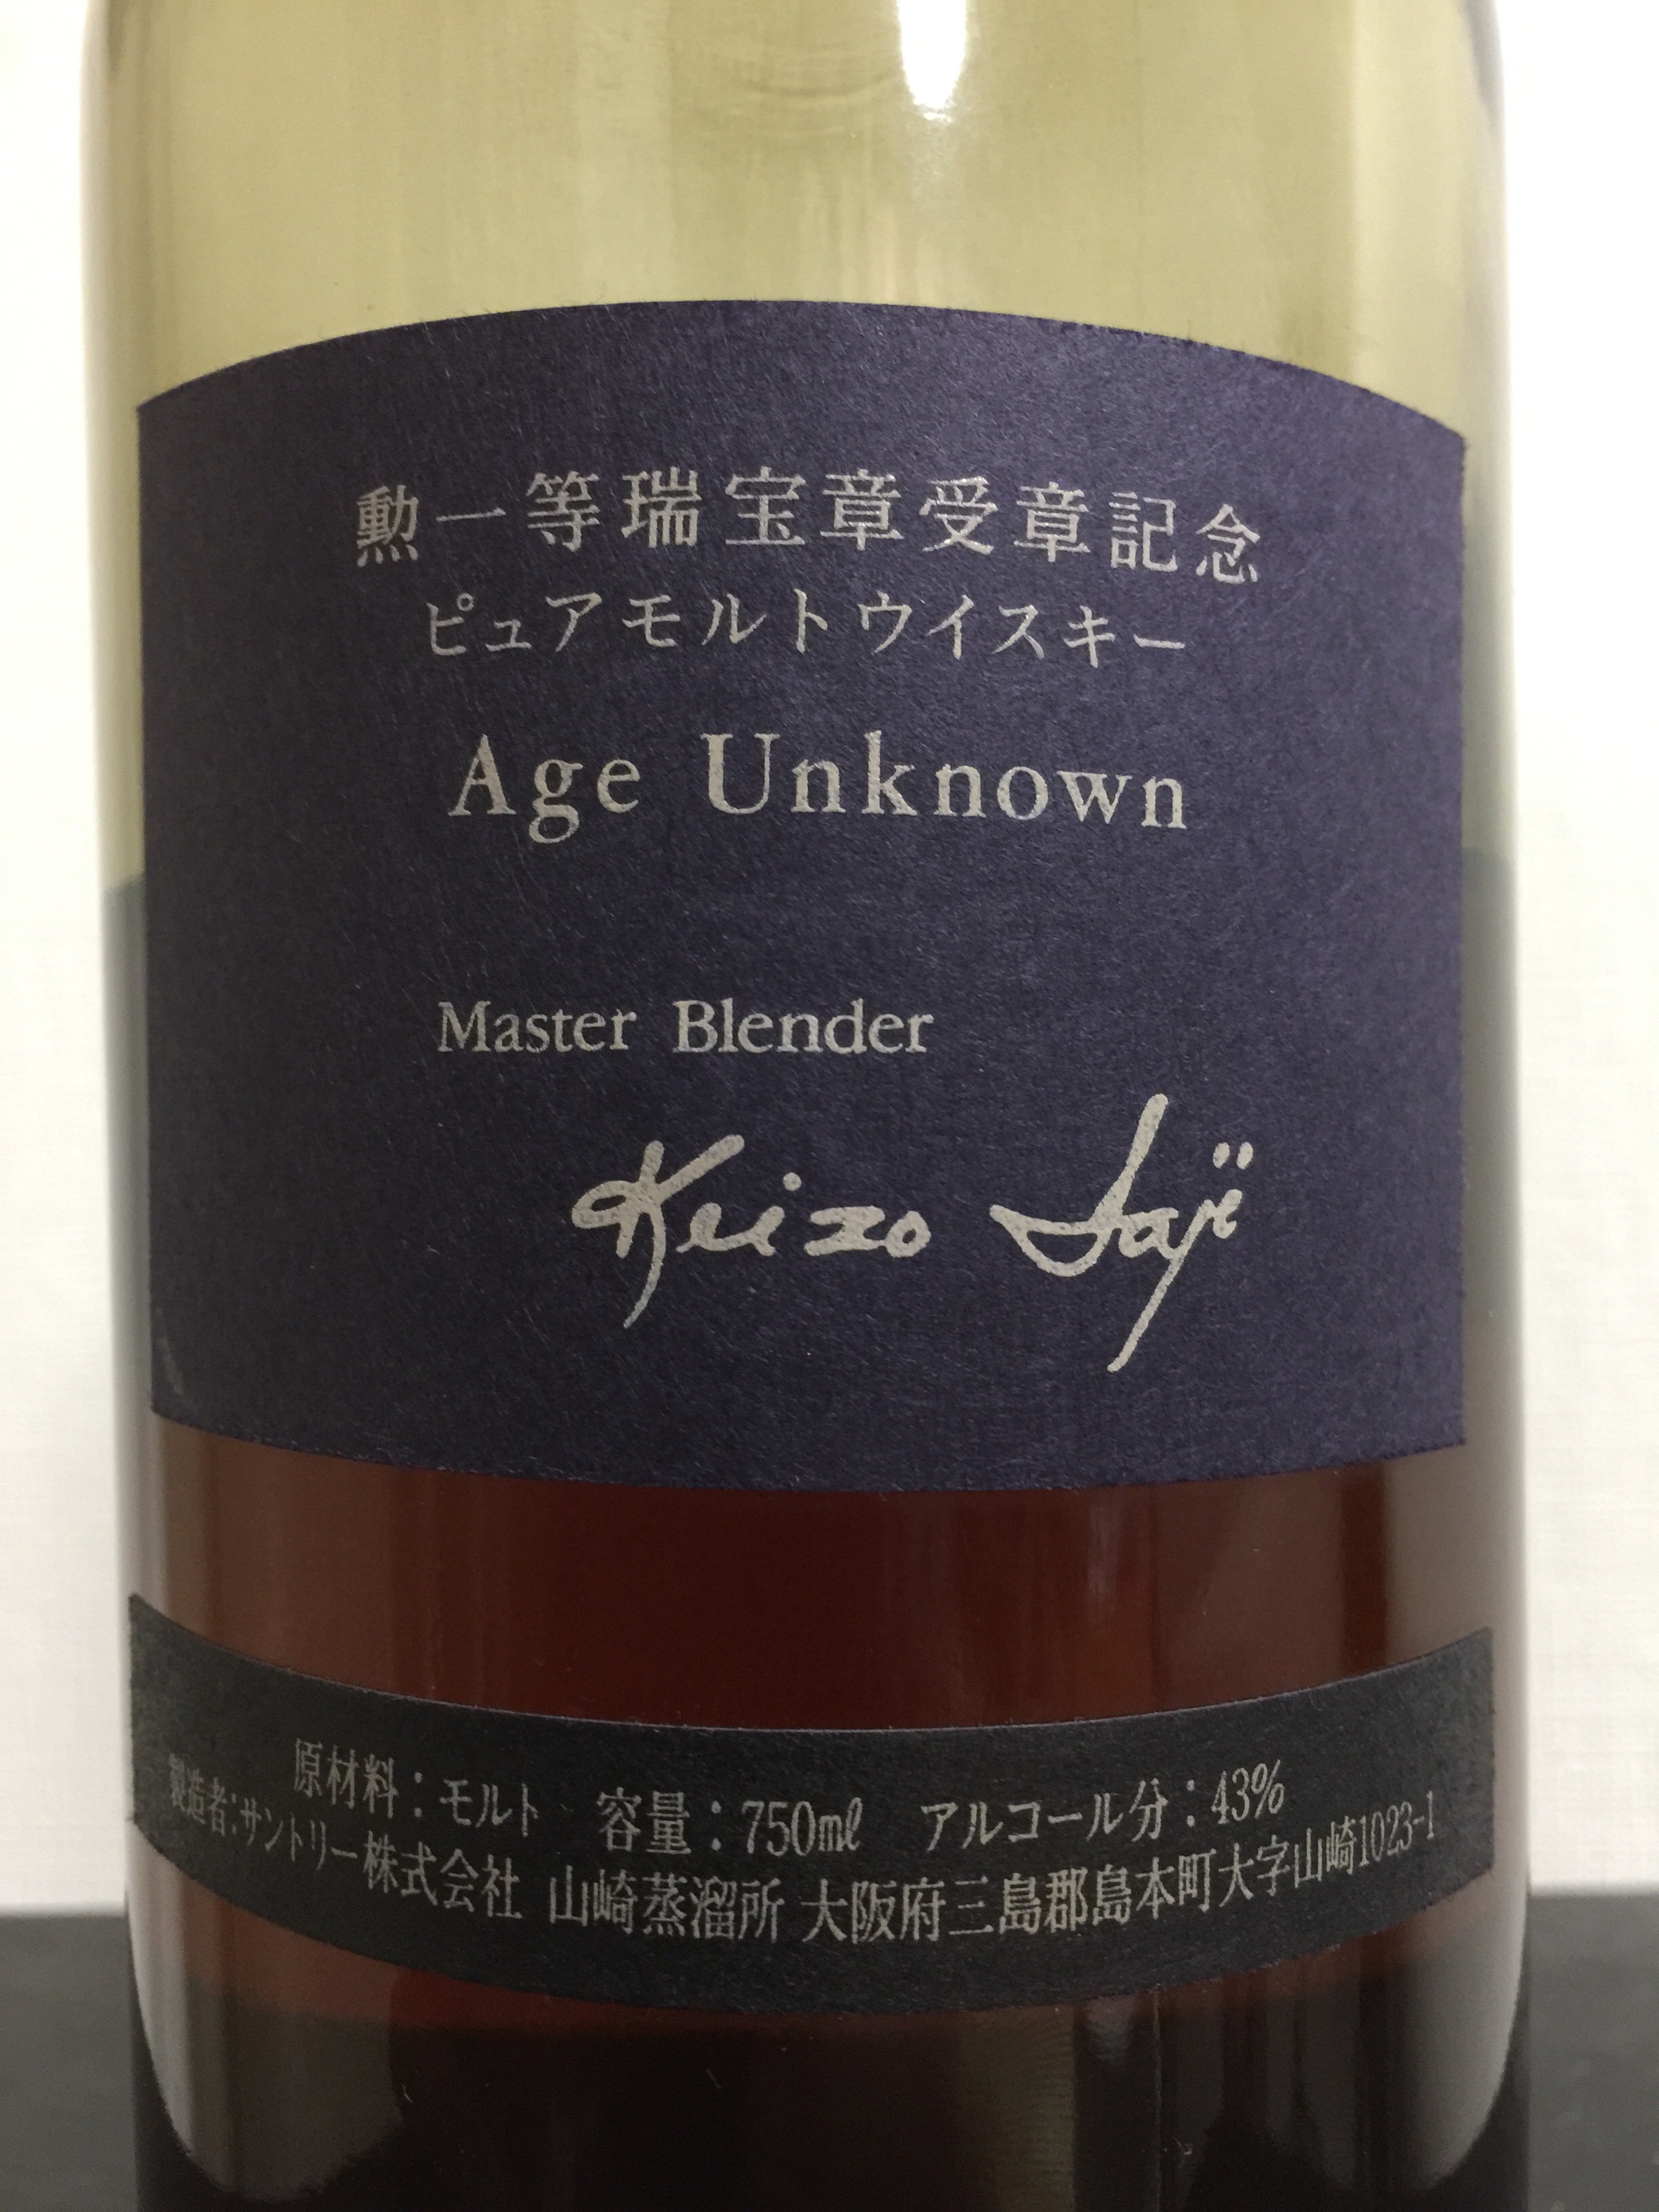 勲一等瑞宝章受章記念
ピュアモルトウイスキー
Age Unknown
Master Blender
Keizo Saji
原材料：モルト 容量：750ml アルコール分：43%
製造者：サントリー株式会社 山崎蒸溜所 大阪府三島郡島本町大字山崎1023-1